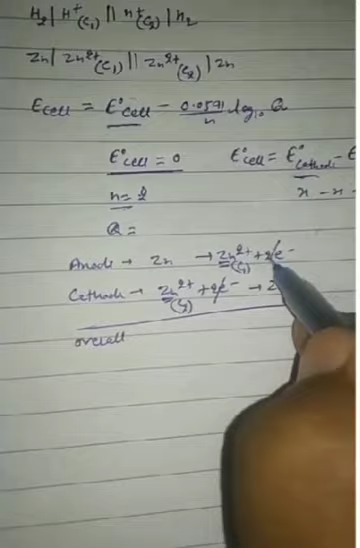 H₂ | H⁺(C₁) || H⁺(C₂) | H₂
Zn | Zn²⁺(C₁) || Zn²⁺(C₂) | Zn
Ecell = E°cell - 0.0591/n log₁₀ Q
E°cell = 0 E°cell = E°cathode -
n = 2 x - x -
Q =
Anode → Zn → Zn²⁺(C₁) + 2e⁻
Cathode → Zn²⁺(C₂) + 2e⁻ →
overall